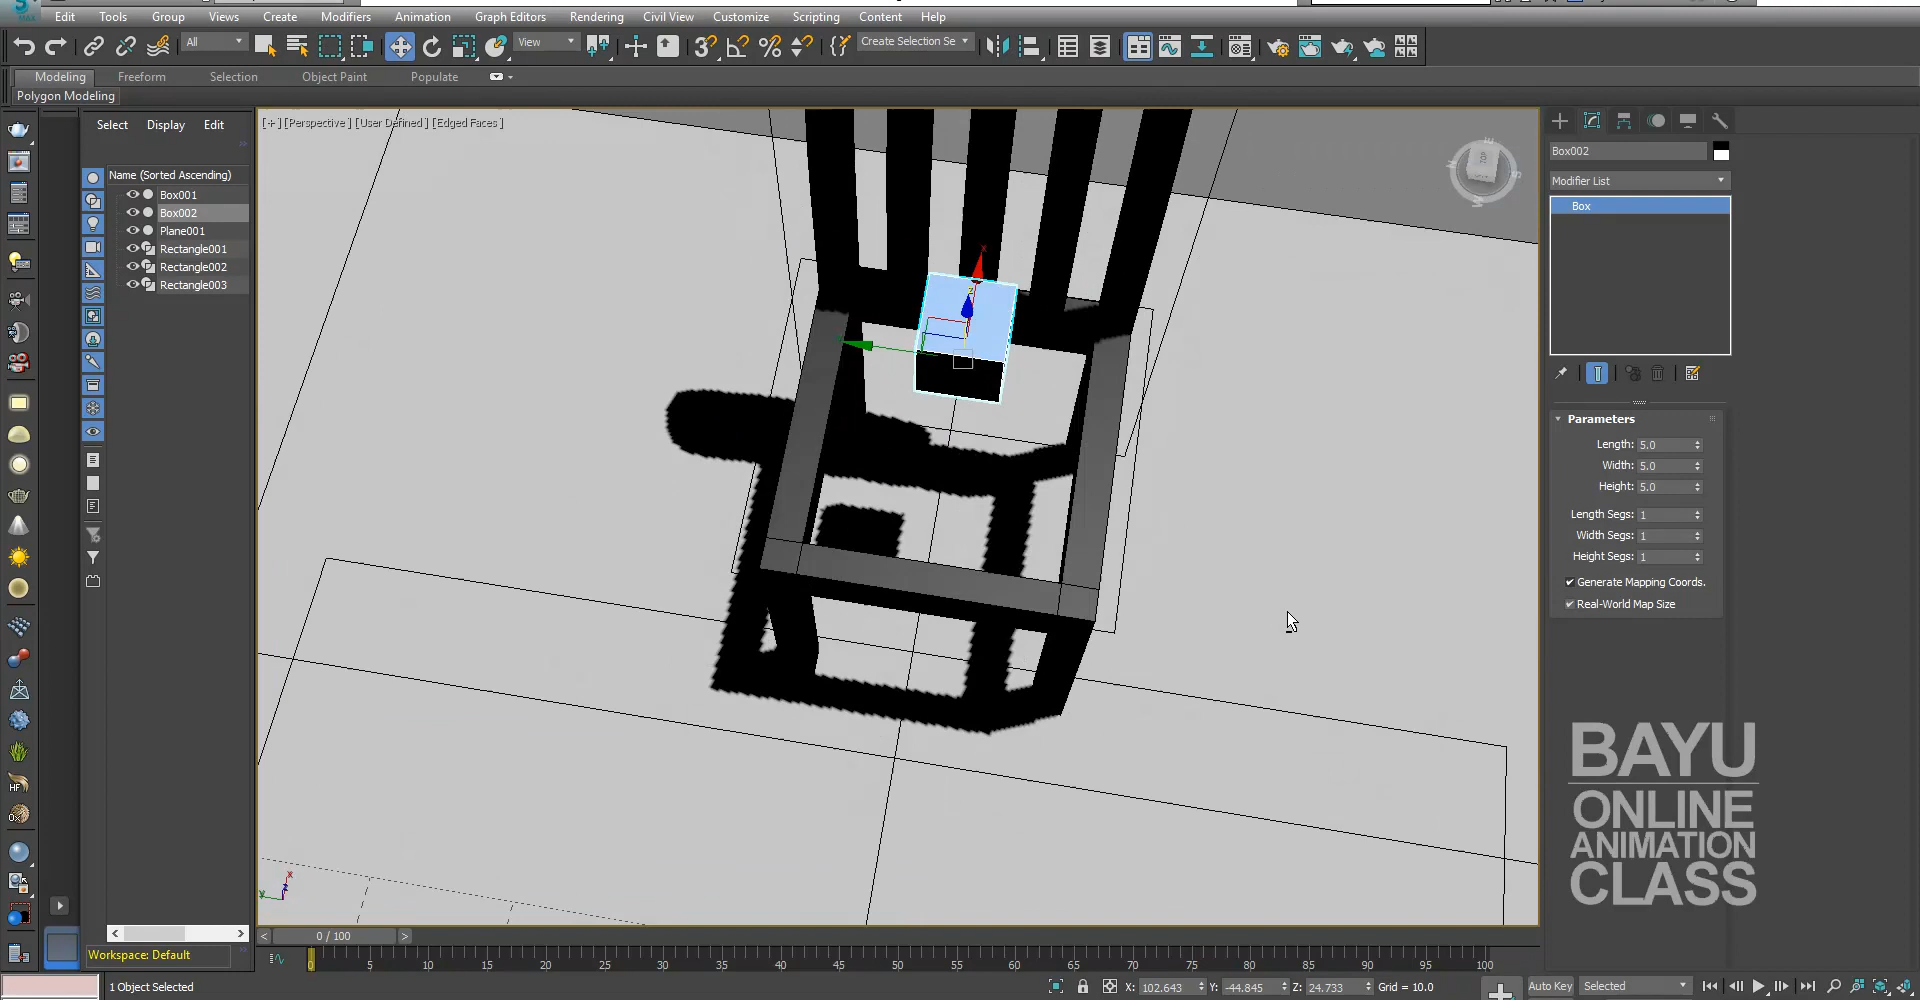 Edit Tools Group Views Create Modifiers Animation Graph Editors Rendering Civil View Customize Scripting Content Help
All View Create Selection Se
Modeling Freeform Selection Object Paint Populate
Polygon Modeling
Select Display Edit
Name (Sorted Ascending)
Box001
Box002
Plane001
Rectangle001
Rectangle002
Rectangle003
[+] [Perspective] [User Defined] [Edged Faces]
TOP
Box002
Modifier List
Box
Parameters
Length: 5.0
Width: 5.0
Height: 5.0
Length Segs: 1
Width Segs: 1
Height Segs: 1
Generate Mapping Coords.
Real-World Map Size
BAYU
ONLINE
ANIMATION
CLASS
0 / 100
Workspace: Default
0 5 10 15 20 25 30 35 40 45 50 55 60 65 70 75 80 85 90 95 100
1 Object Selected
X: 102.643 Y: -44.845 Z: 24.733 Grid = 10.0
Auto Key Selected